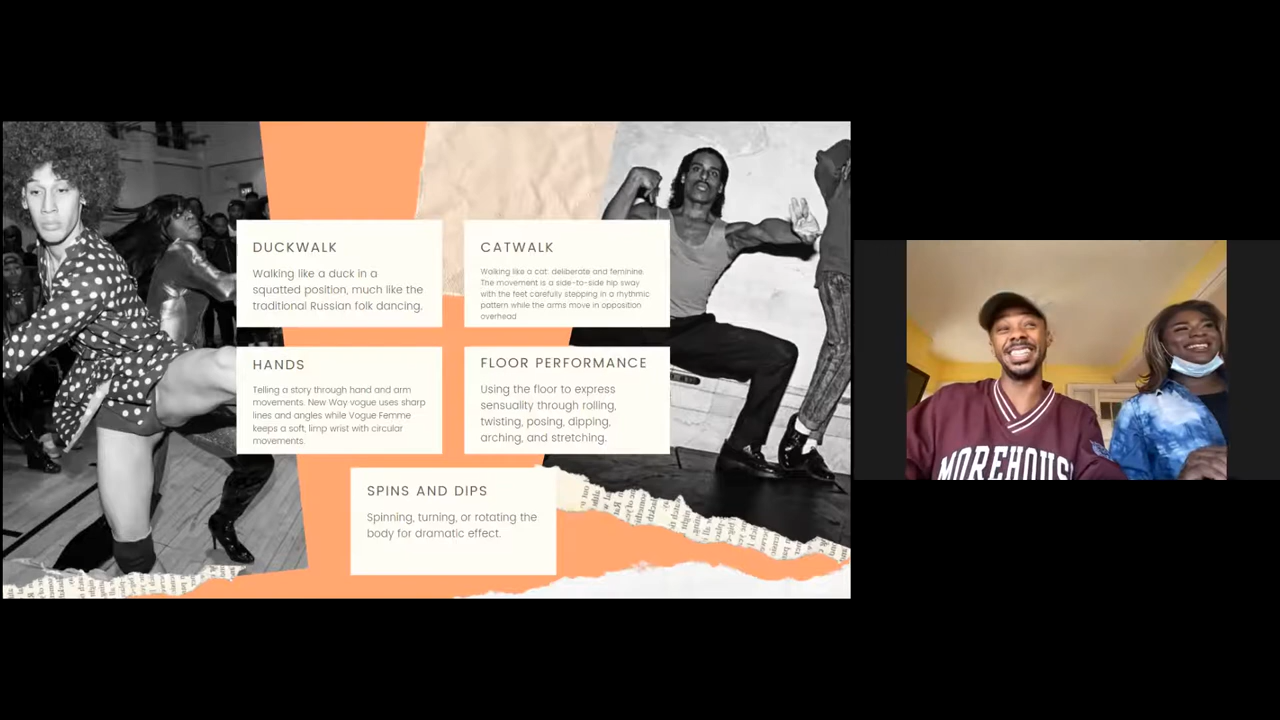 DUCKWALK
Walking like a duck in a
squatted position, much like the
traditional Russian folk dancing.
CATWALK
Walking like a cat: deliberate and feminine.
The movement is a side-to-side hip sway
with the feet carefully stepping in a rhythmic
pattern while the arms move in opposition
overhead
HANDS
Telling a story through hand and arm
movements. New Way vogue uses sharp
lines and angles while Vogue Femme
keeps a soft, limp wrist with circular
movements.
FLOOR PERFORMANCE
Using the floor to express
sensuality through rolling,
twisting, posing, dipping,
arching, and stretching.
SPINS AND DIPS
Spinning, turning, or rotating the
body for dramatic effect.
MOREHOUS